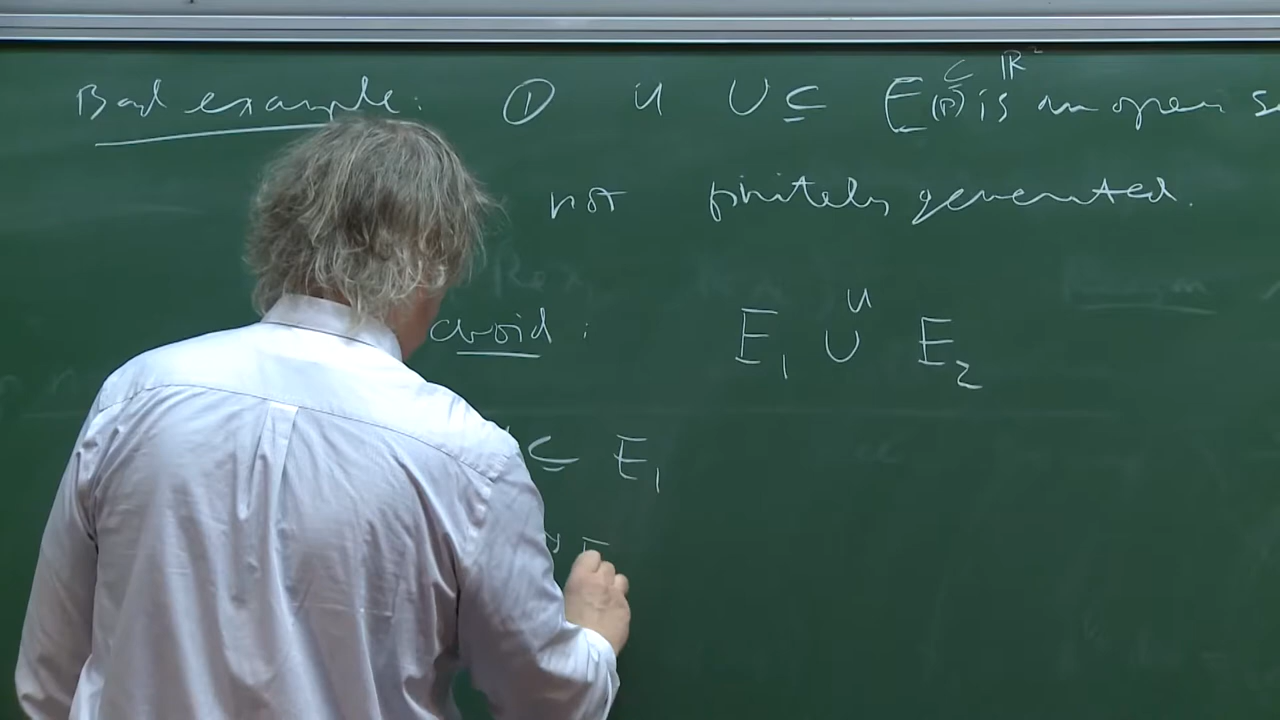 Bad example: ① U U ⊆ E(P) ⊆ ℝ² is an open s
not finitely generated.
avoid: E₁ ∪ᵁ E₂
⊆ E₁